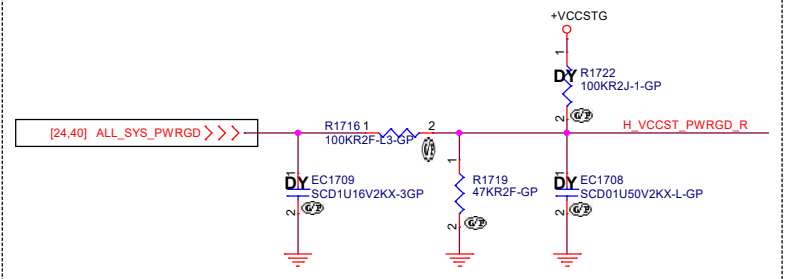 +VCCSTG
1
DY R1722
100KR2J-1-GP
2 G/P
[24,40] ALL_SYS_PWRGD
R1716 1 2
100KR2F-L3-GP
G/P
H_VCCST_PWRGD_R
1
DY EC1709
SCD1U16V2KX-3GP
2 G/P
1
R1719
47KR2F-GP
2 G/P
1
DY EC1708
SCD01U50V2KX-L-GP
2 G/P